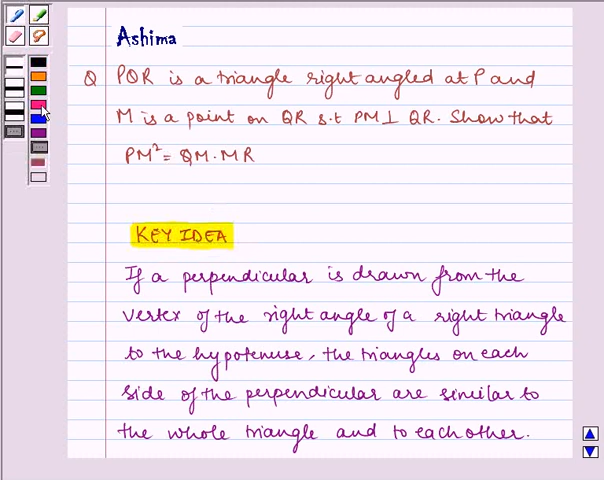 Ashima
Q PQR is a triangle right angled at P and
M is a point on QR s.t PM⊥ QR. Show that
PM² = QM · MR
KEY IDEA
If a perpendicular is drawn from the
vertex of the right angle of a right triangle
to the hypotenuse, the triangles on each
side of the perpendicular are similar to
the whole triangle and to each other.